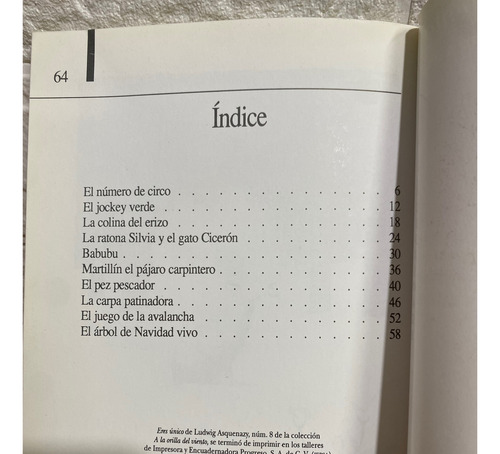 64
Índice
El número de circo . . . . . . . . . . . . . . . 6
El jockey verde . . . . . . . . . . . . . . . . 12
La colina del erizo . . . . . . . . . . . . . . . 18
La ratona Silvia y el gato Cicerón . . . . . . . . . . 24
Babubu . . . . . . . . . . . . . . . . . . . 30
Martillín el pájaro carpintero . . . . . . . . . . . . 36
El pez pescador . . . . . . . . . . . . . . . . 40
La carpa patinadora . . . . . . . . . . . . . . . 46
El juego de la avalancha . . . . . . . . . . . . . 52
El árbol de Navidad vivo . . . . . . . . . . . . . 58
Eres único de Ludwig Asquenazy, núm. 8 de la colección
A la orilla del viento, se terminó de imprimir en los talleres
de Impresora y Encuadernadora Progreso, S. A. de C. V.